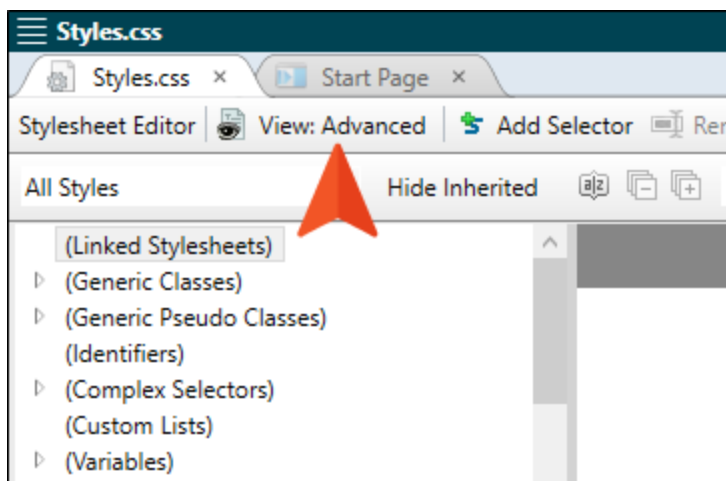 Styles.css
Styles.css × Start Page ×
Stylesheet Editor View: Advanced Add Selector
All Styles Hide Inherited a|z
(Linked Stylesheets)
(Generic Classes)
(Generic Pseudo Classes)
(Identifiers)
(Complex Selectors)
(Custom Lists)
(Variables)